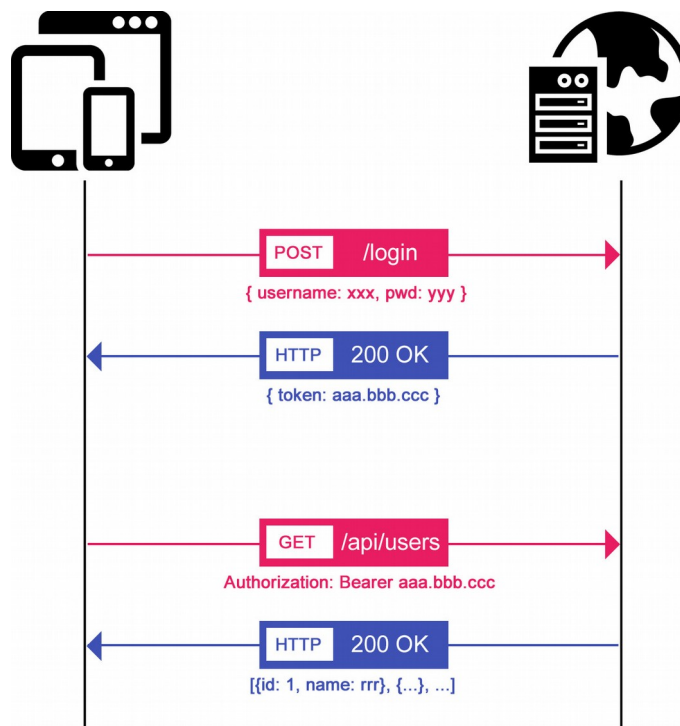 POST /login
{ username: xxx, pwd: yyy }
HTTP 200 OK
{ token: aaa.bbb.ccc }
GET /api/users
Authorization: Bearer aaa.bbb.ccc
HTTP 200 OK
[{id: 1, name: rrr}, {...}, ...]